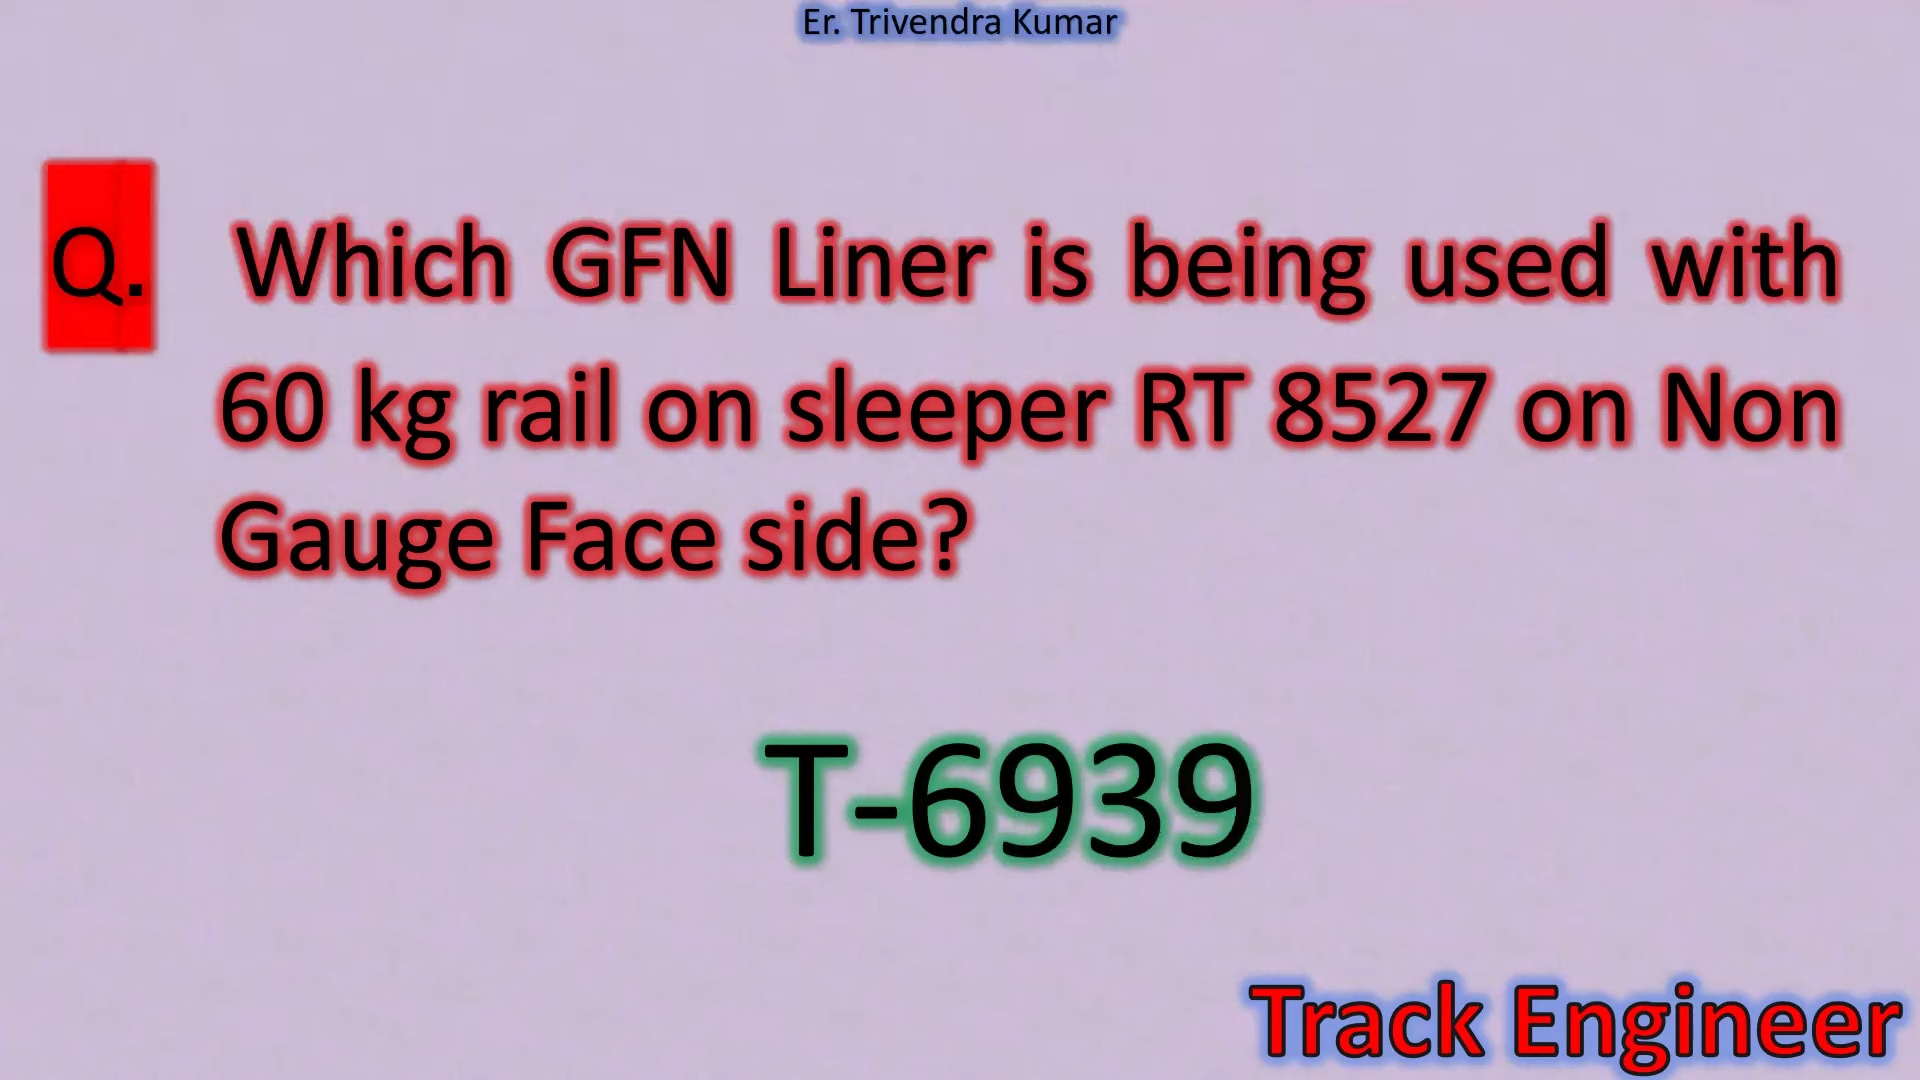 Er. Trivendra Kumar
Q. Which GFN Liner is being used with
60 kg rail on sleeper RT 8527 on Non
Gauge Face side?
T-6939
Track Engineer